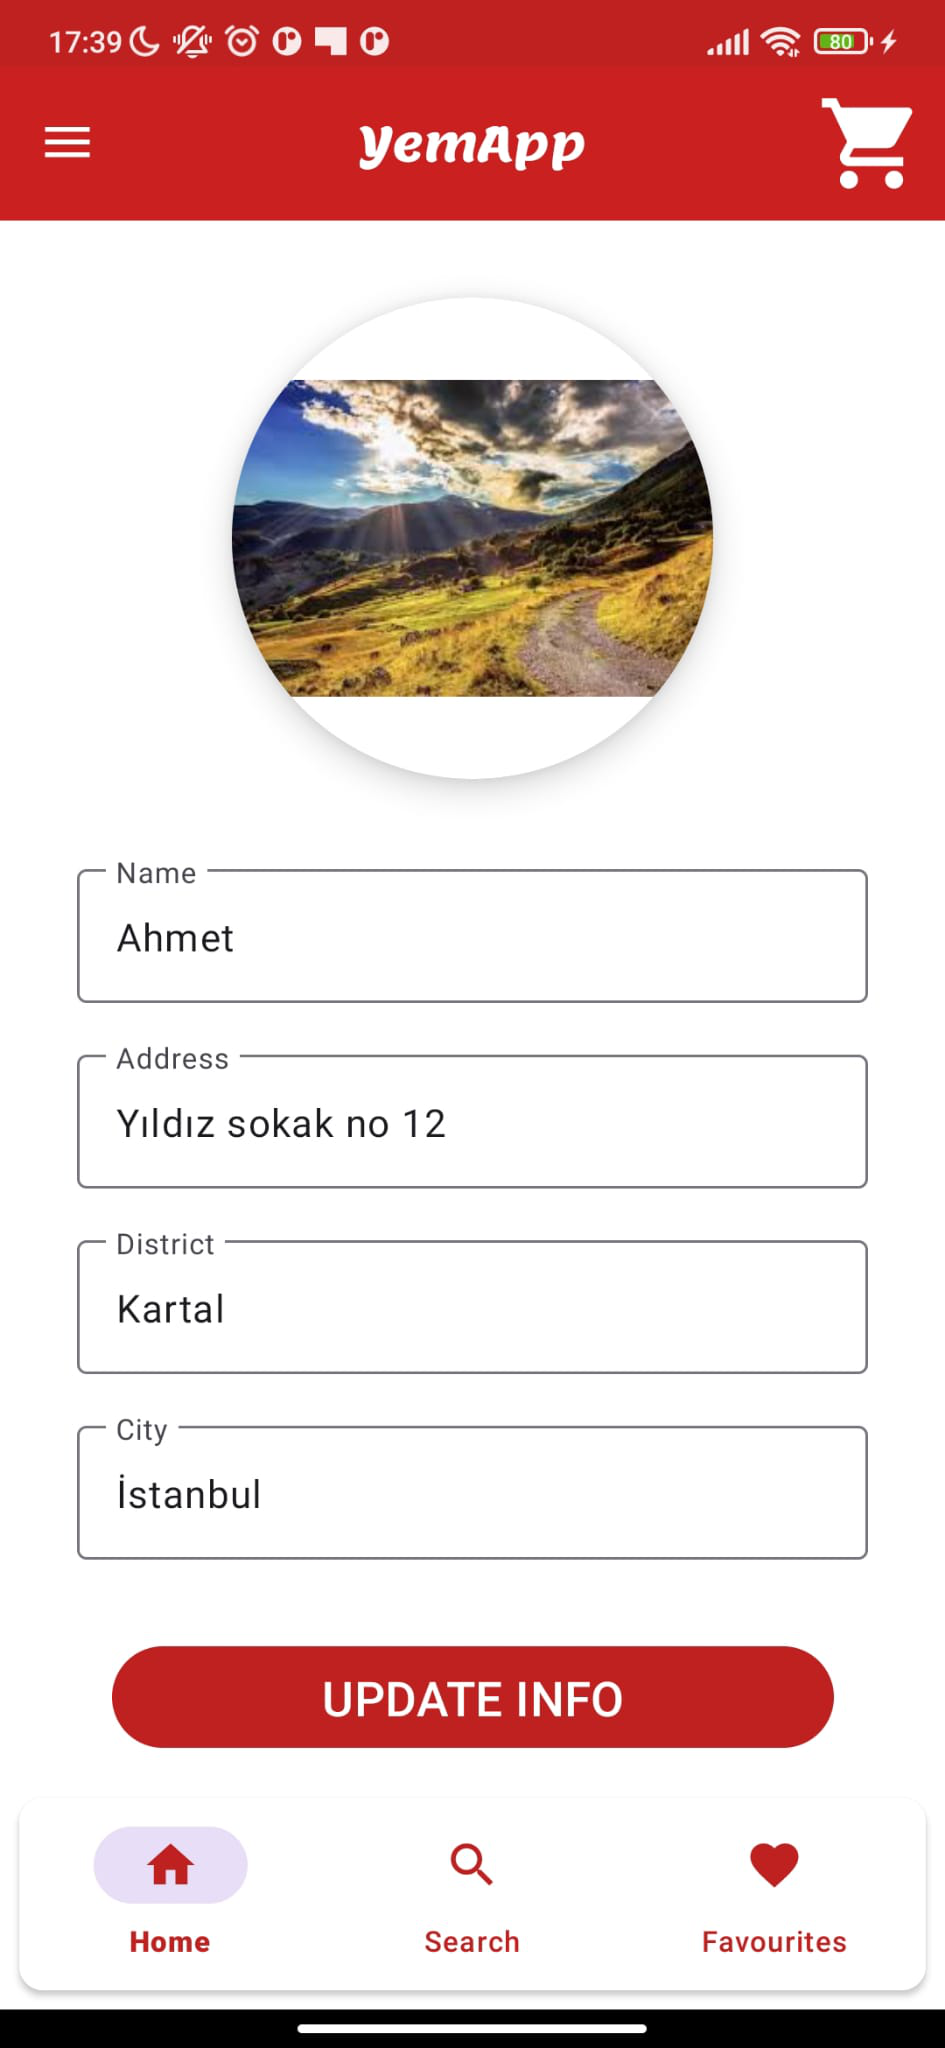 17:39
80
YemApp
Name
Ahmet
Address
Yıldız sokak no 12
District
Kartal
City
İstanbul
UPDATE INFO
Home
Search
Favourites